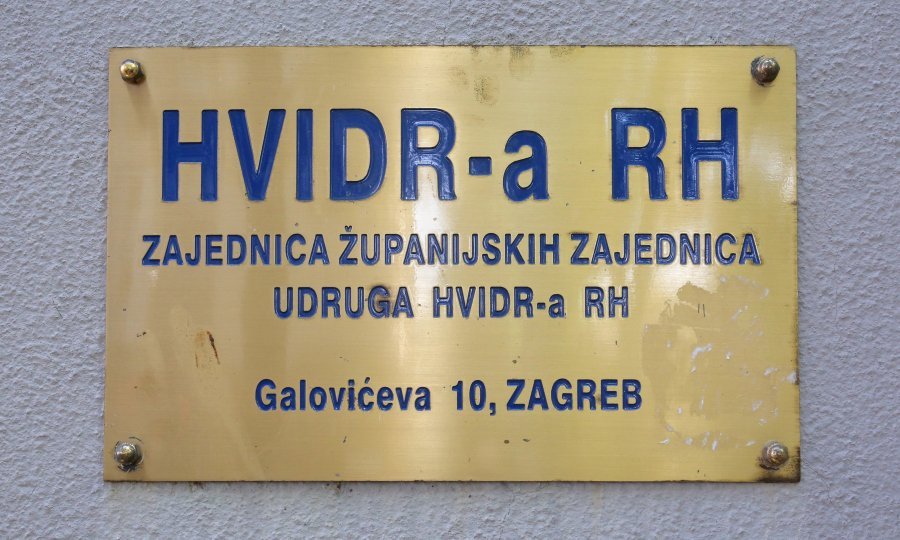 HVIDR-a RH
ZAJEDNICA ŽUPANIJSKIH ZAJEDNICA
UDRUGA HVIDR-a RH
Galovićeva 10, ZAGREB